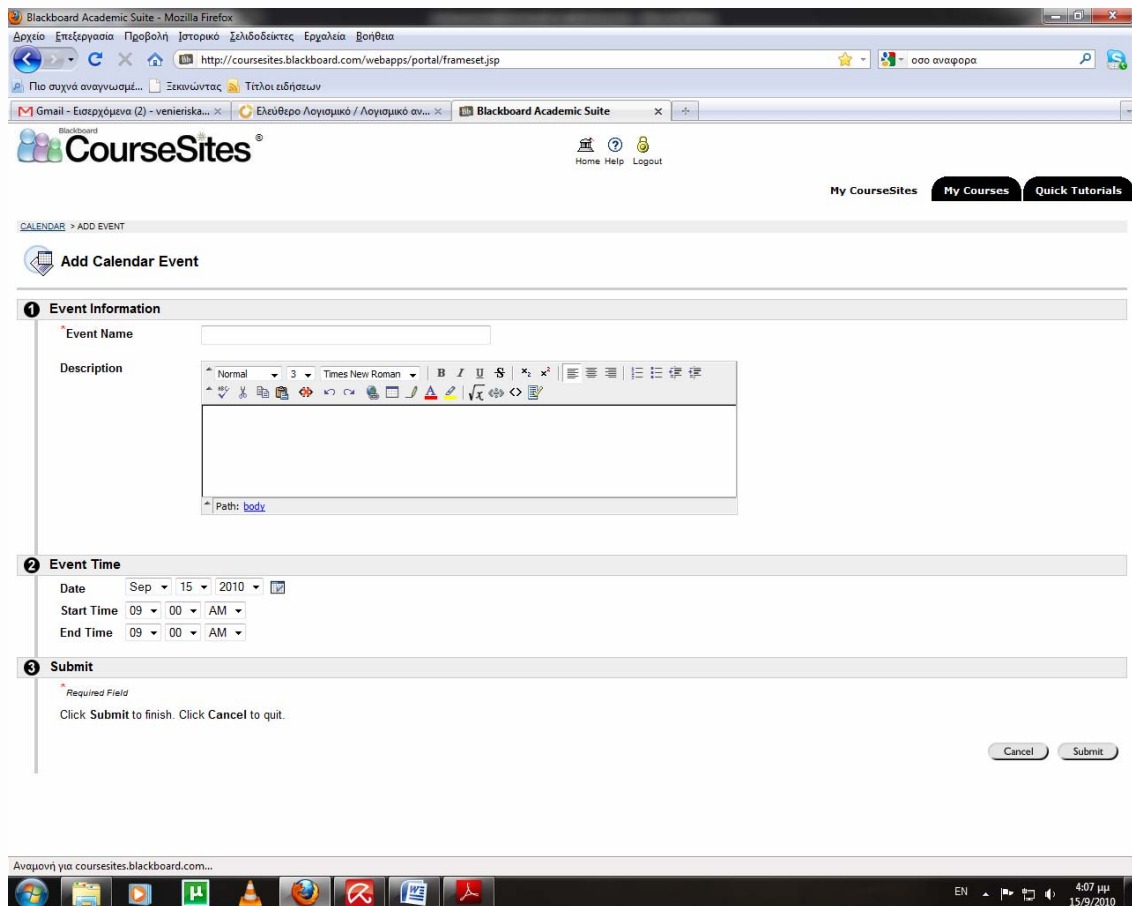 Blackboard Academic Suite - Mozilla Firefox
Αρχείο Επεξεργασία Προβολή Ιστορικό Σελιδοδείκτες Εργαλεία Βοήθεια
http://coursesites.blackboard.com/webapps/portal/frameset.jsp
οσο αναφορα
Πιο συχνά αναγνωσμέ... Ξεκινώντας Τίτλοι ειδήσεων
Gmail - Εισερχόμενα (2) - venieriska... Ελεύθερο Λογισμικό / Λογισμικό αν... Blackboard Academic Suite
Blackboard
CourseSites®
Home Help Logout
My CourseSites My Courses Quick Tutorials
CALENDAR > ADD EVENT
Add Calendar Event
1 Event Information
*Event Name
Description
Normal 3 Times New Roman B I U S x₂ x²
ABC √x <>
Path: body
2 Event Time
Date Sep 15 2010
Start Time 09 00 AM
End Time 09 00 AM
3 Submit
*Required Field
Click Submit to finish. Click Cancel to quit.
Cancel Submit
Αναμονή για coursesites.blackboard.com...
EN 4:07 μμ
15/9/2010